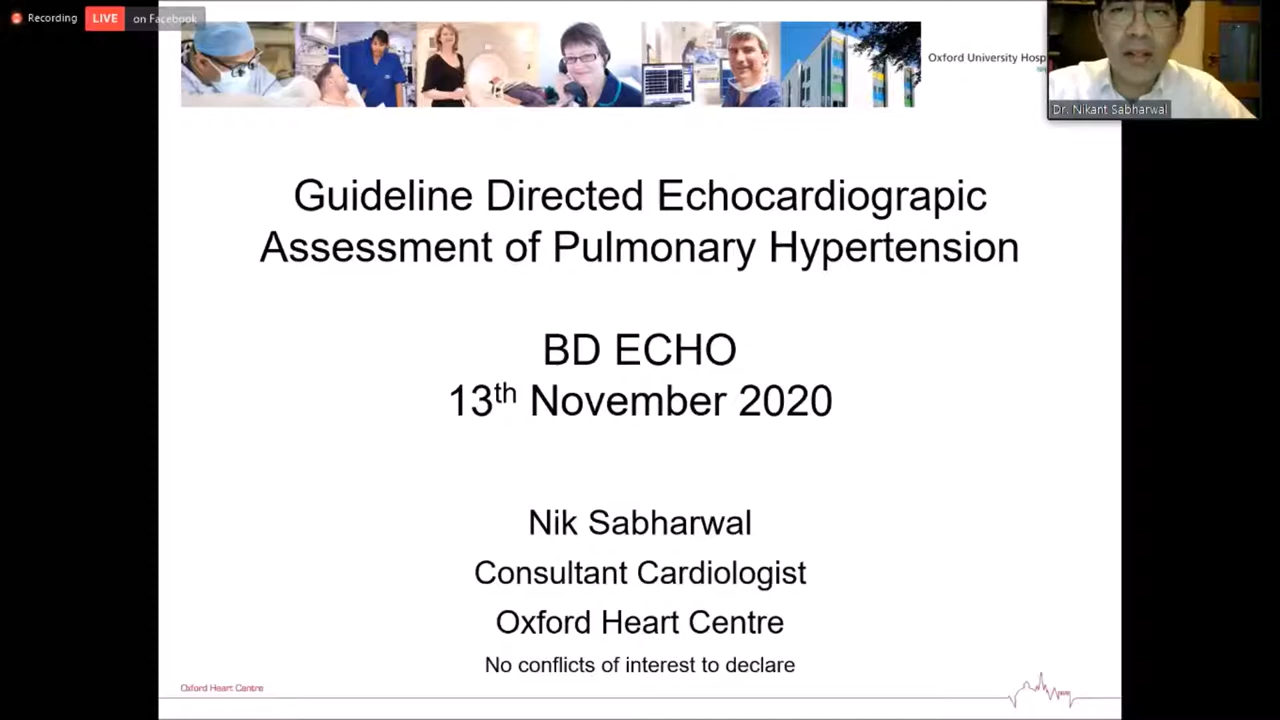 Recording
LIVE on Facebook
Oxford University Hosp
Dr. Nikant Sabharwal
Guideline Directed Echocardiograpic
Assessment of Pulmonary Hypertension
BD ECHO
13th November 2020
Nik Sabharwal
Consultant Cardiologist
Oxford Heart Centre
No conflicts of interest to declare
Oxford Heart Centre